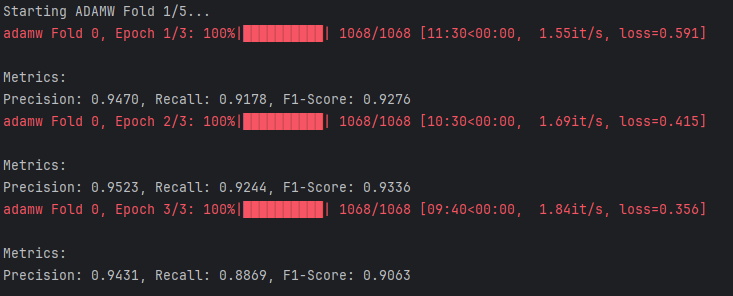 Starting ADAMW Fold 1/5...
adamw Fold 0, Epoch 1/3: 100%|██████████| 1068/1068 [11:30<00:00,  1.55it/s, loss=0.591]
Metrics:
Precision: 0.9470, Recall: 0.9178, F1-Score: 0.9276
adamw Fold 0, Epoch 2/3: 100%|██████████| 1068/1068 [10:30<00:00,  1.69it/s, loss=0.415]
Metrics:
Precision: 0.9523, Recall: 0.9244, F1-Score: 0.9336
adamw Fold 0, Epoch 3/3: 100%|██████████| 1068/1068 [09:40<00:00,  1.84it/s, loss=0.356]
Metrics:
Precision: 0.9431, Recall: 0.8869, F1-Score: 0.9063